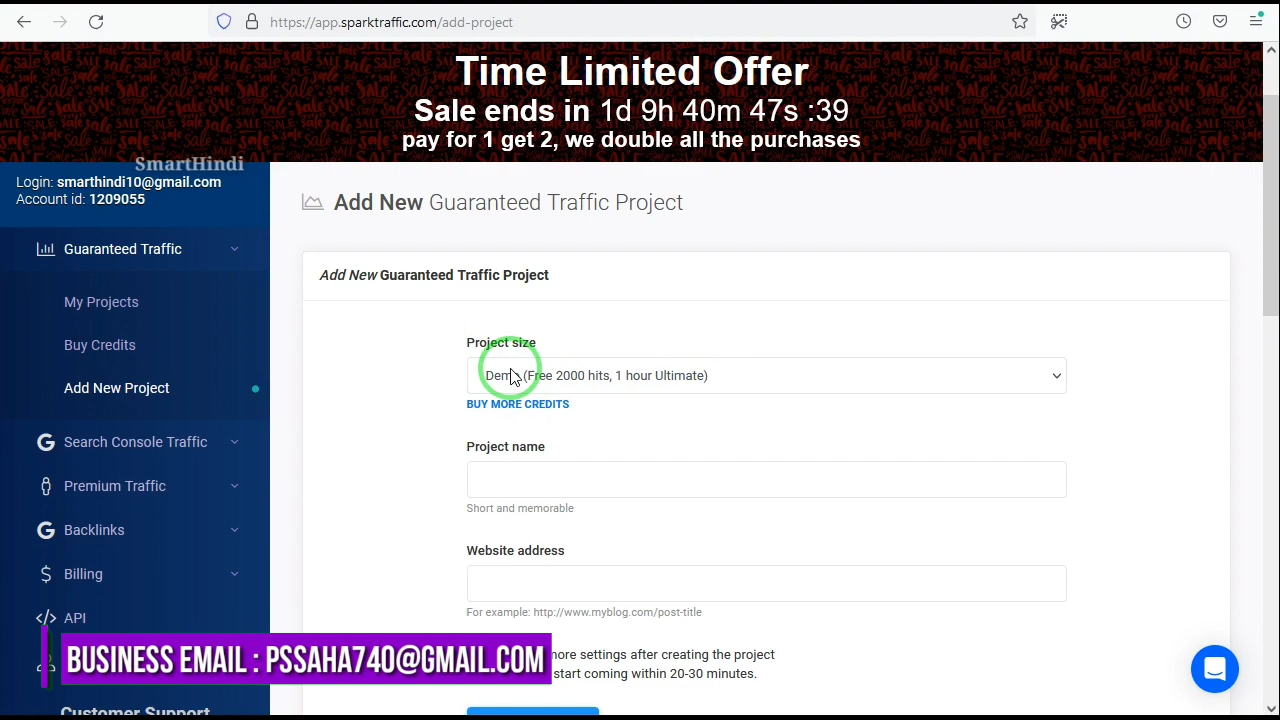 https://app.sparktraffic.com/add-project
Time Limited Offer
Sale ends in 1d 9h 40m 47s :39
pay for 1 get 2, we double all the purchases
SmartHindi
Login: smarthindi10@gmail.com
Account id: 1209055
Guaranteed Traffic
My Projects
Buy Credits
Add New Project
Search Console Traffic
Premium Traffic
Backlinks
Billing
API
Customer Support
Add New Guaranteed Traffic Project
Add New Guaranteed Traffic Project
Project size
Demo (Free 2000 hits, 1 hour Ultimate)
BUY MORE CREDITS
Project name
Short and memorable
Website address
For example: http://www.myblog.com/post-title
more settings after creating the project
start coming within 20-30 minutes.
BUSINESS EMAIL : PSSAHA740@GMAIL.COM